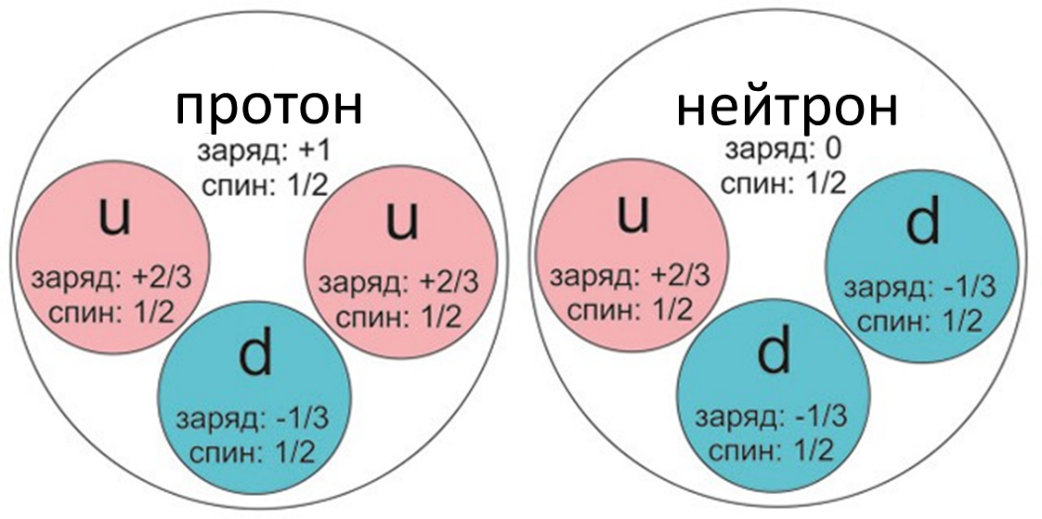 протон
заряд: +1
спин: 1/2
u
заряд: +2/3
спин: 1/2
u
заряд: +2/3
спин: 1/2
d
заряд: -1/3
спин: 1/2
нейтрон
заряд: 0
спин: 1/2
u
заряд: +2/3
спин: 1/2
d
заряд: -1/3
спин: 1/2
d
заряд: -1/3
спин: 1/2